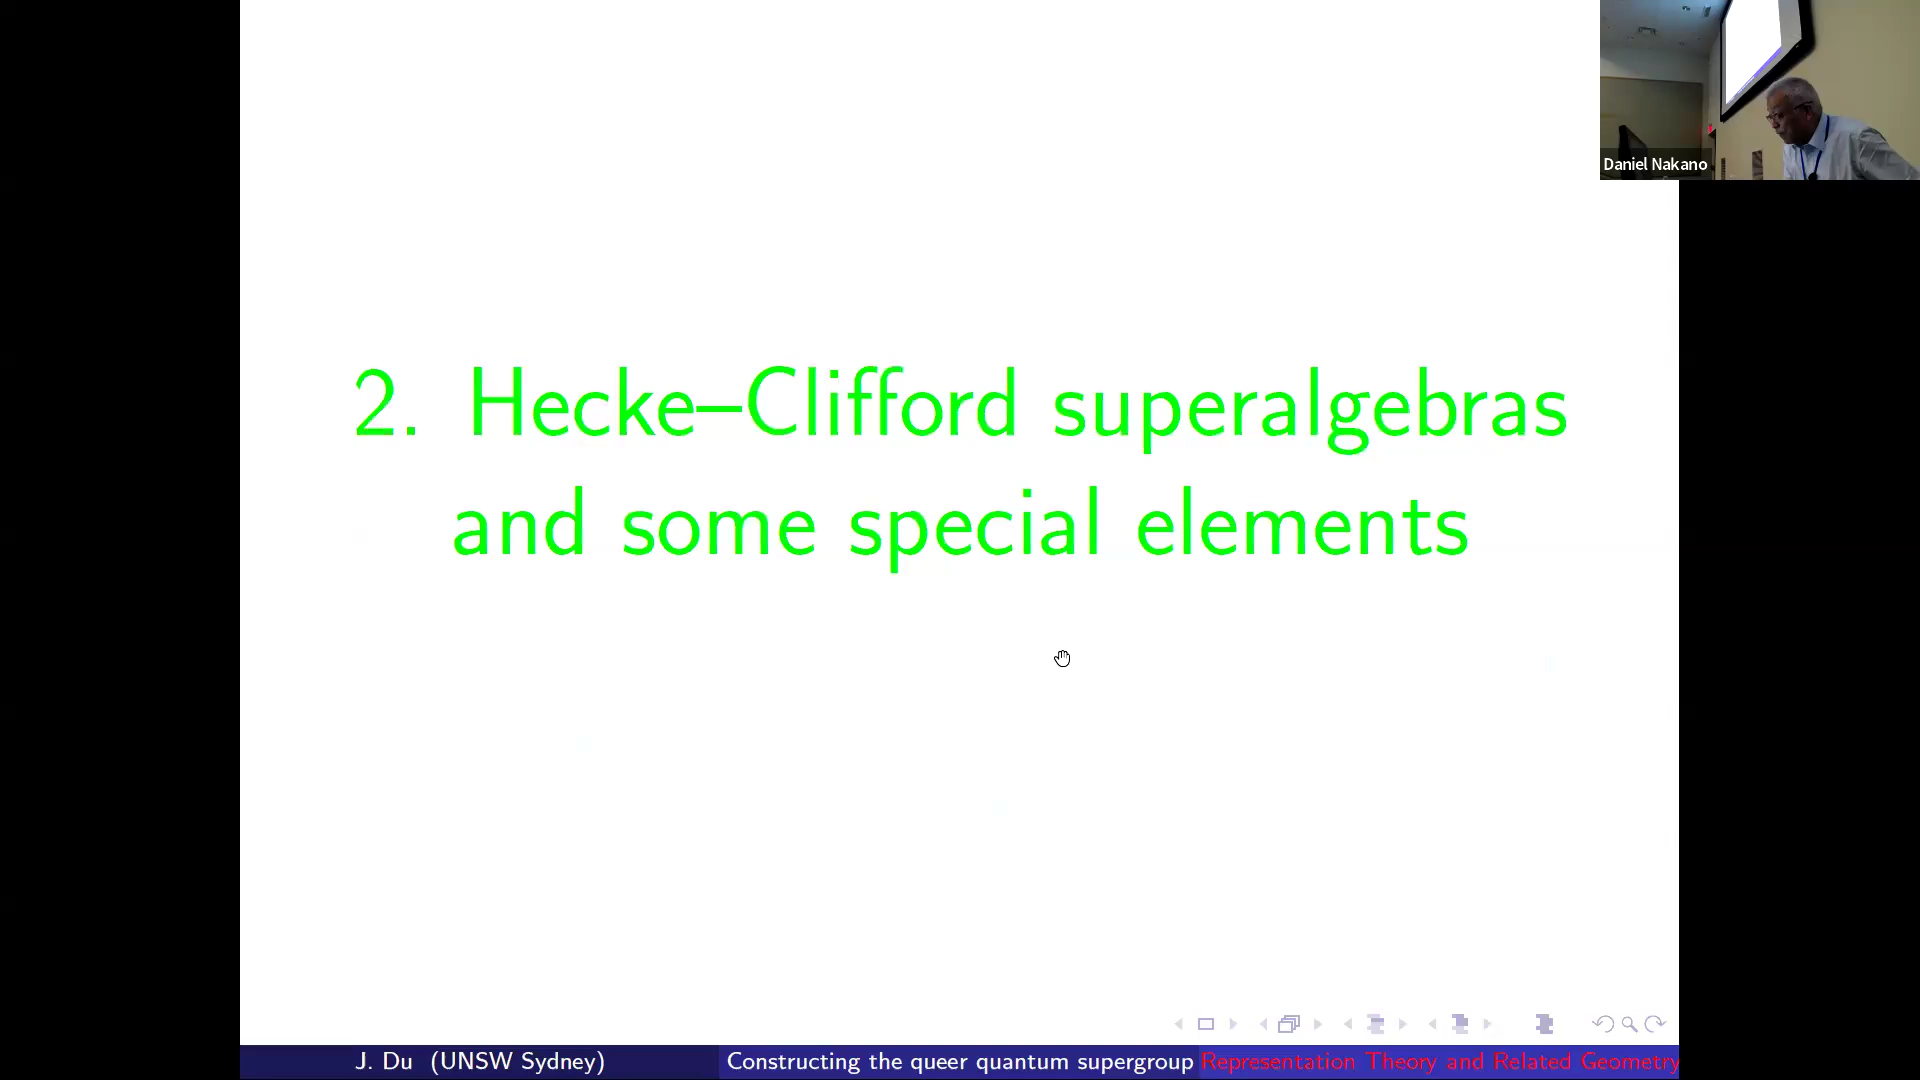 Daniel Nakano
2. Hecke–Clifford superalgebras
and some special elements
J. Du (UNSW Sydney) Constructing the queer quantum supergroup Representation Theory and Related Geometry